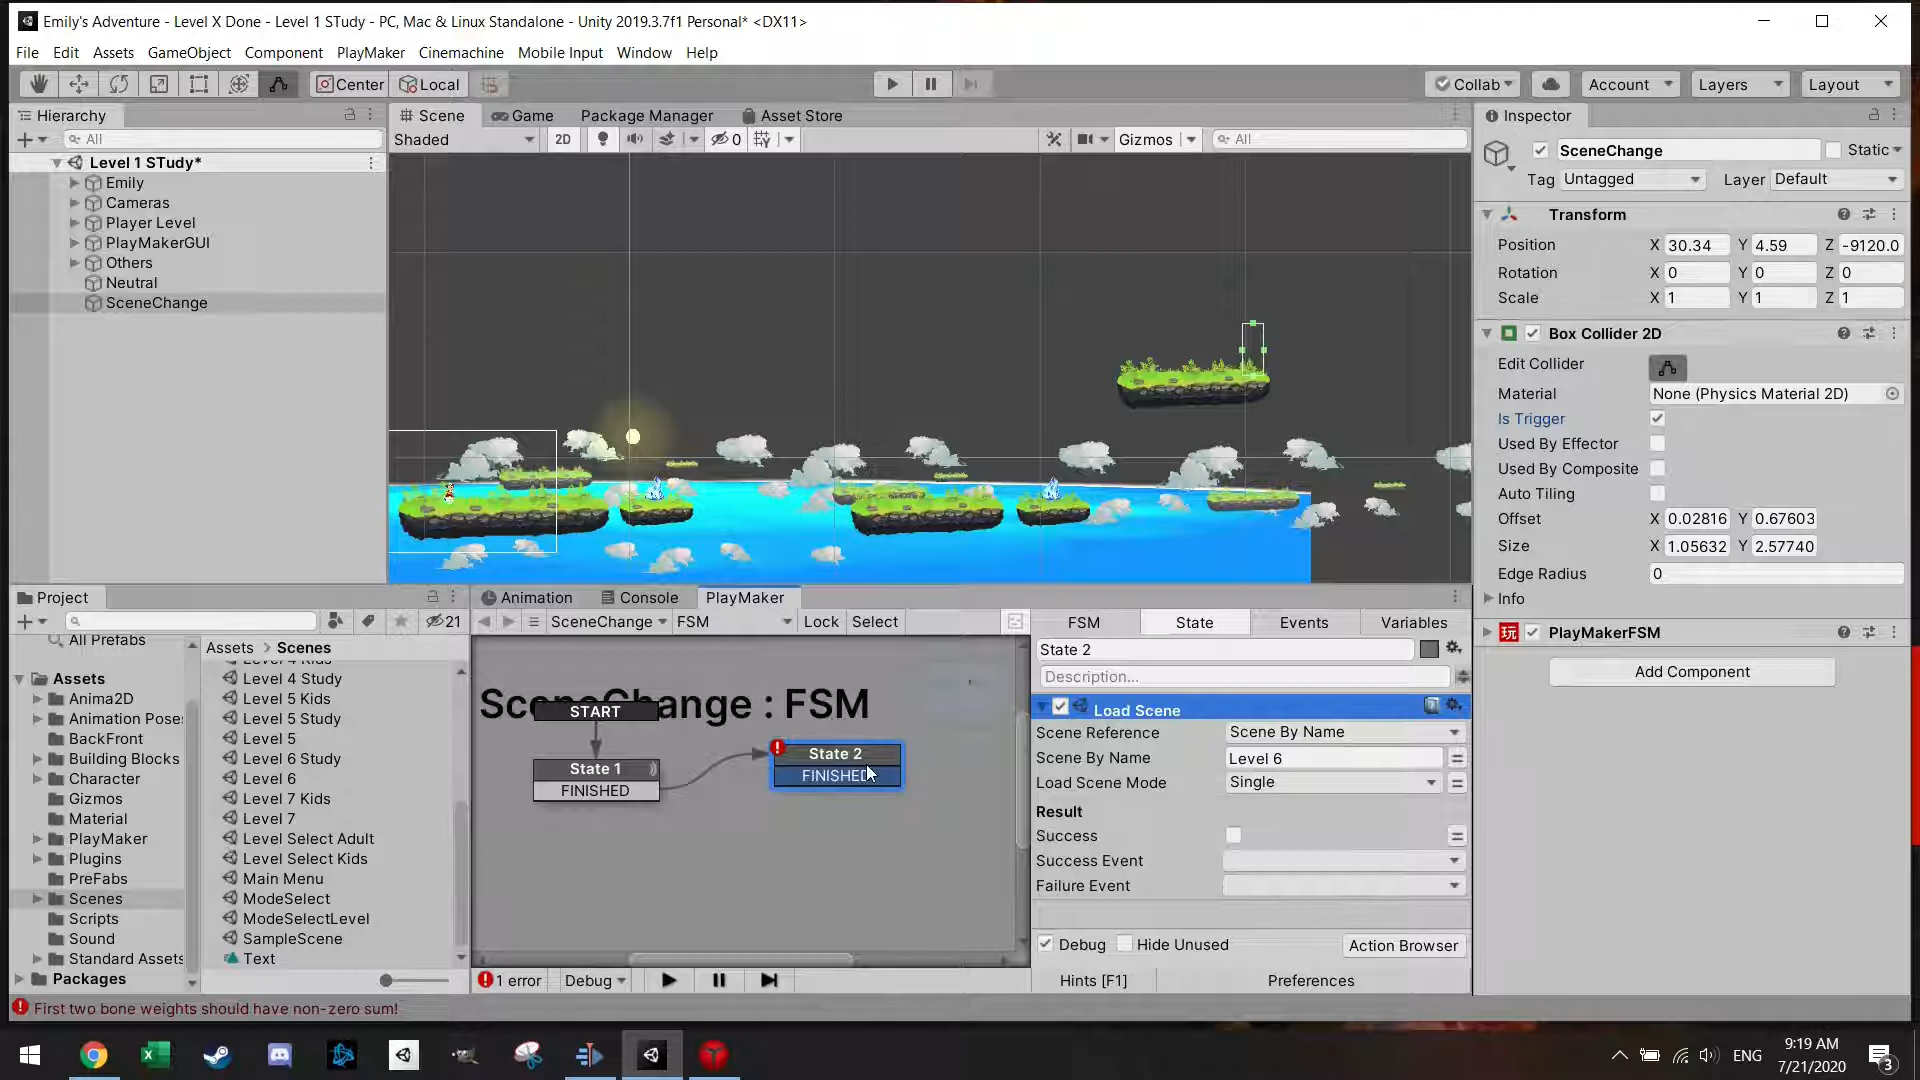 Emily's Adventure - Level X Done - Level 1 STudy - PC, Mac & Linux Standalone - Unity 2019.3.7f1 Personal* <DX11>
File Edit Assets GameObject Component PlayMaker Cinemachine Mobile Input Window Help
Center Local Collab Account Layers Layout
Hierarchy
All
Level 1 STudy*
Emily
Cameras
Player Level
PlayMakerGUI
Others
Neutral
SceneChange
Scene Game Package Manager Asset Store
Shaded 2D 0 Gizmos All
Inspector
SceneChange Static
Tag Untagged Layer Default
Transform
Position X 30.34 Y 4.59 Z -9120.0
Rotation X 0 Y 0 Z 0
Scale X 1 Y 1 Z 1
Box Collider 2D
Edit Collider
Material None (Physics Material 2D)
Is Trigger
Used By Effector
Used By Composite
Auto Tiling
Offset X 0.02816 Y 0.67603
Size X 1.05632 Y 2.57740
Edge Radius 0
Info
PlayMakerFSM
Add Component
Project
21
All Prefabs
Assets
Anima2D
Animation Pose:
BackFront
Building Blocks
Character
Gizmos
Material
PlayMaker
Plugins
PreFabs
Scenes
Scripts
Sound
Standard Assets
Packages
Assets > Scenes
Level 4 Kids
Level 4 Study
Level 5 Kids
Level 5 Study
Level 5
Level 6 Study
Level 6
Level 7 Kids
Level 7
Level Select Adult
Level Select Kids
Main Menu
ModeSelect
ModeSelectLevel
SampleScene
Text
Animation Console PlayMaker
SceneChange FSM Lock Select
SceneChange : FSM
START
State 1
FINISHED
State 2
FINISHED
1 error Debug
FSM State Events Variables
State 2
Description...
Load Scene
Scene Reference Scene By Name
Scene By Name Level 6
Load Scene Mode Single
Result
Success
Success Event
Failure Event
Debug Hide Unused Action Browser
Hints [F1] Preferences
First two bone weights should have non-zero sum!
ENG
9:19 AM
7/21/2020
3